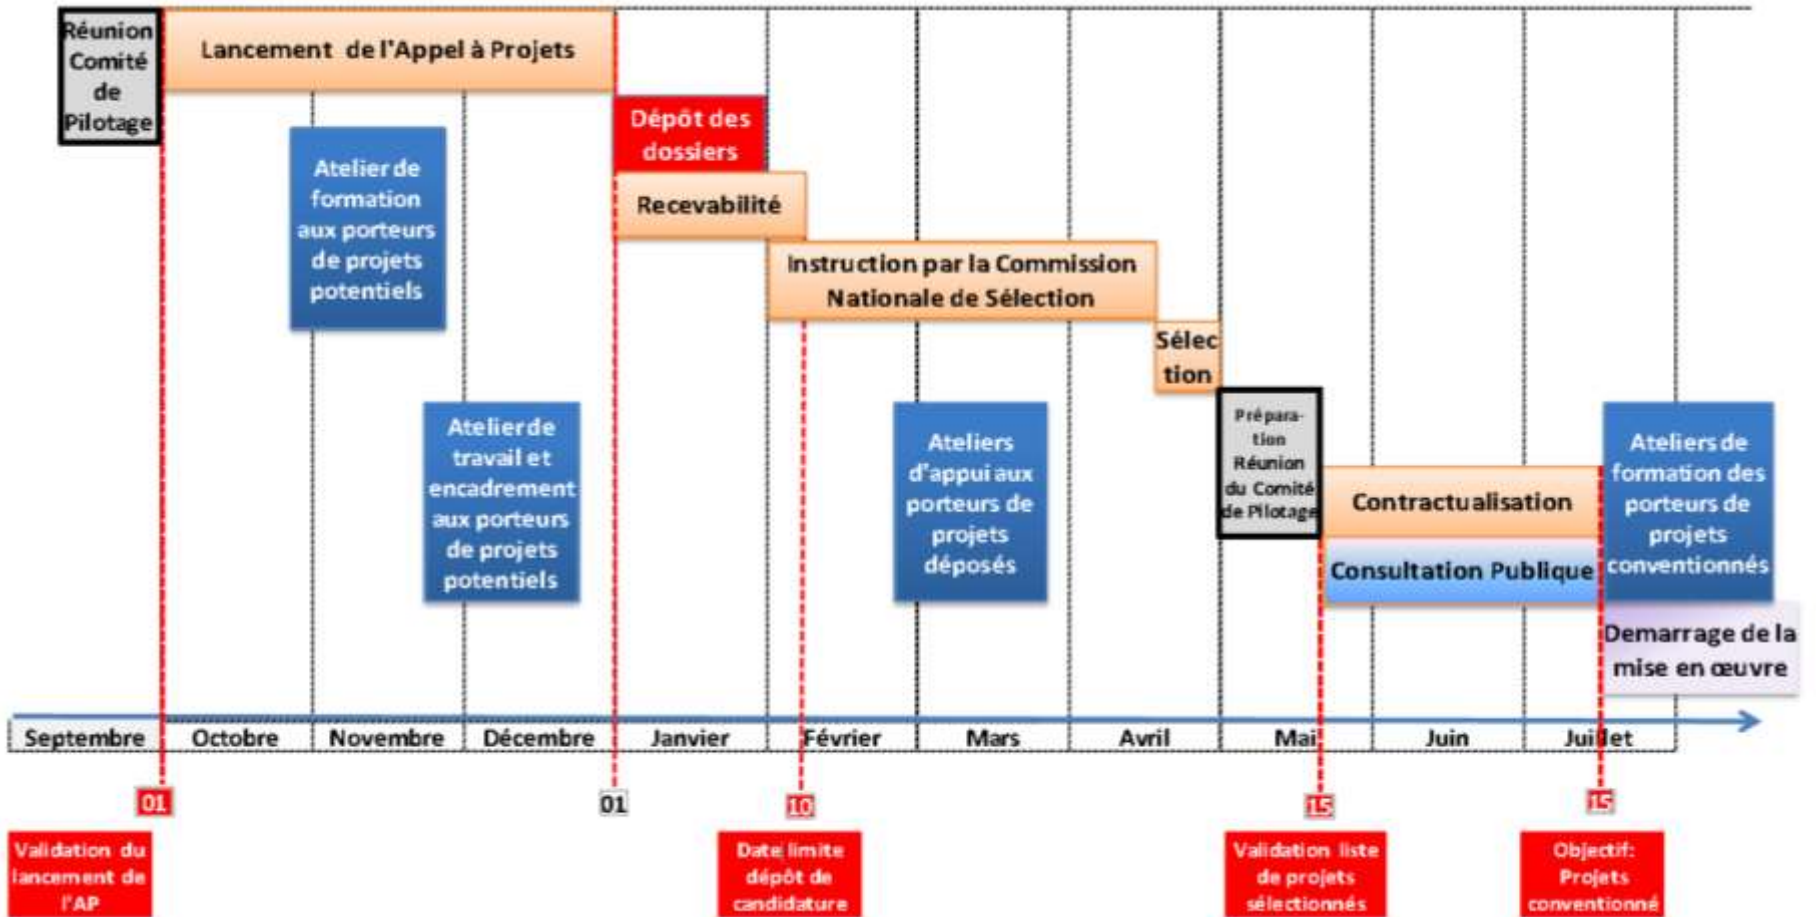 Réunion
Comité
de
Pilotage
Lancement de l'Appel à Projets
Dépôt des
dossiers
Atelier de
formation
aux porteurs
de projets
potentiels
Recevabilité
Instruction par la Commission
Nationale de Sélection
Sélec
tion
Atelier de
travail et
encadrement
aux porteurs
de projets
potentiels
Ateliers
d'appui aux
porteurs de
projets
déposés
Prépara-
tion
Réunion
du Comité
de Pilotage
Contractualisation
Consultation Publique
Ateliers de
formation des
porteurs de
projets
conventionnés
Demarrage de la
mise en œuvre
Septembre
Octobre
Novembre
Décembre
Janvier
Février
Mars
Avril
Mai
Juin
Juillet
01
01
10
15
15
Validation du
lancement de
l'AP
Date limite
dépôt de
candidature
Validation liste
de projets
sélectionnés
Objectif:
Projets
conventionné